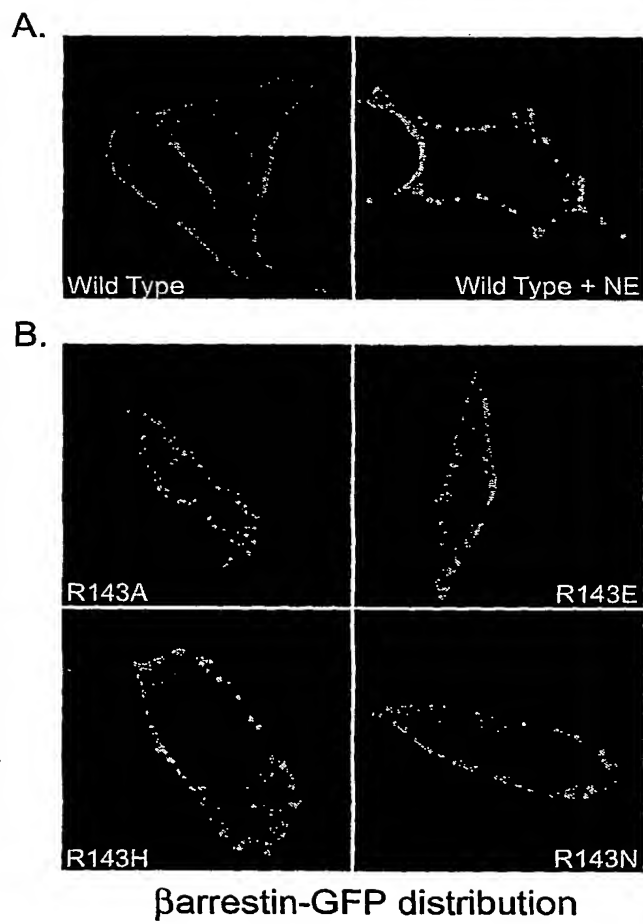 A.
Wild Type
Wild Type + NE
B.
R143A
R143E
R143H
R143N
βarrestin-GFP distribution